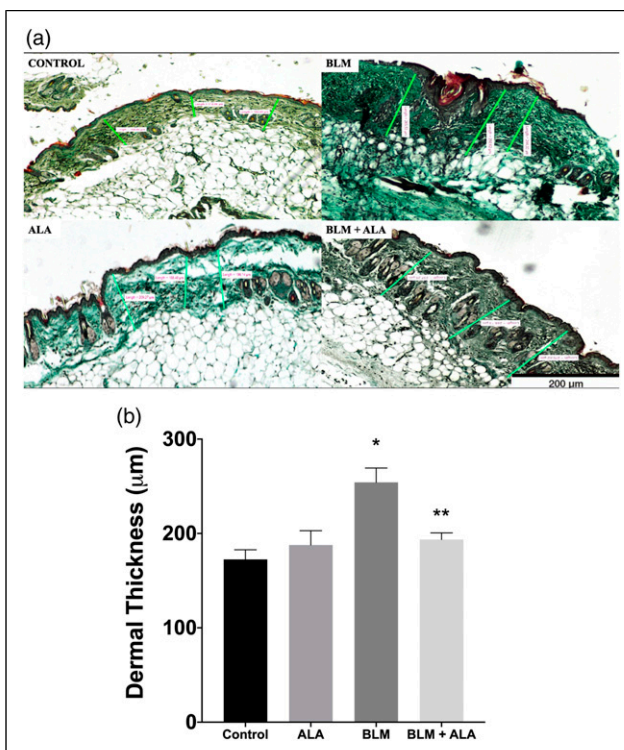 (a)
CONTROL
BLM
ALA
BLM + ALA
200 µm
(b)
Dermal Thickness (µm)
300
200
100
0
*
**
Control
ALA
BLM
BLM + ALA